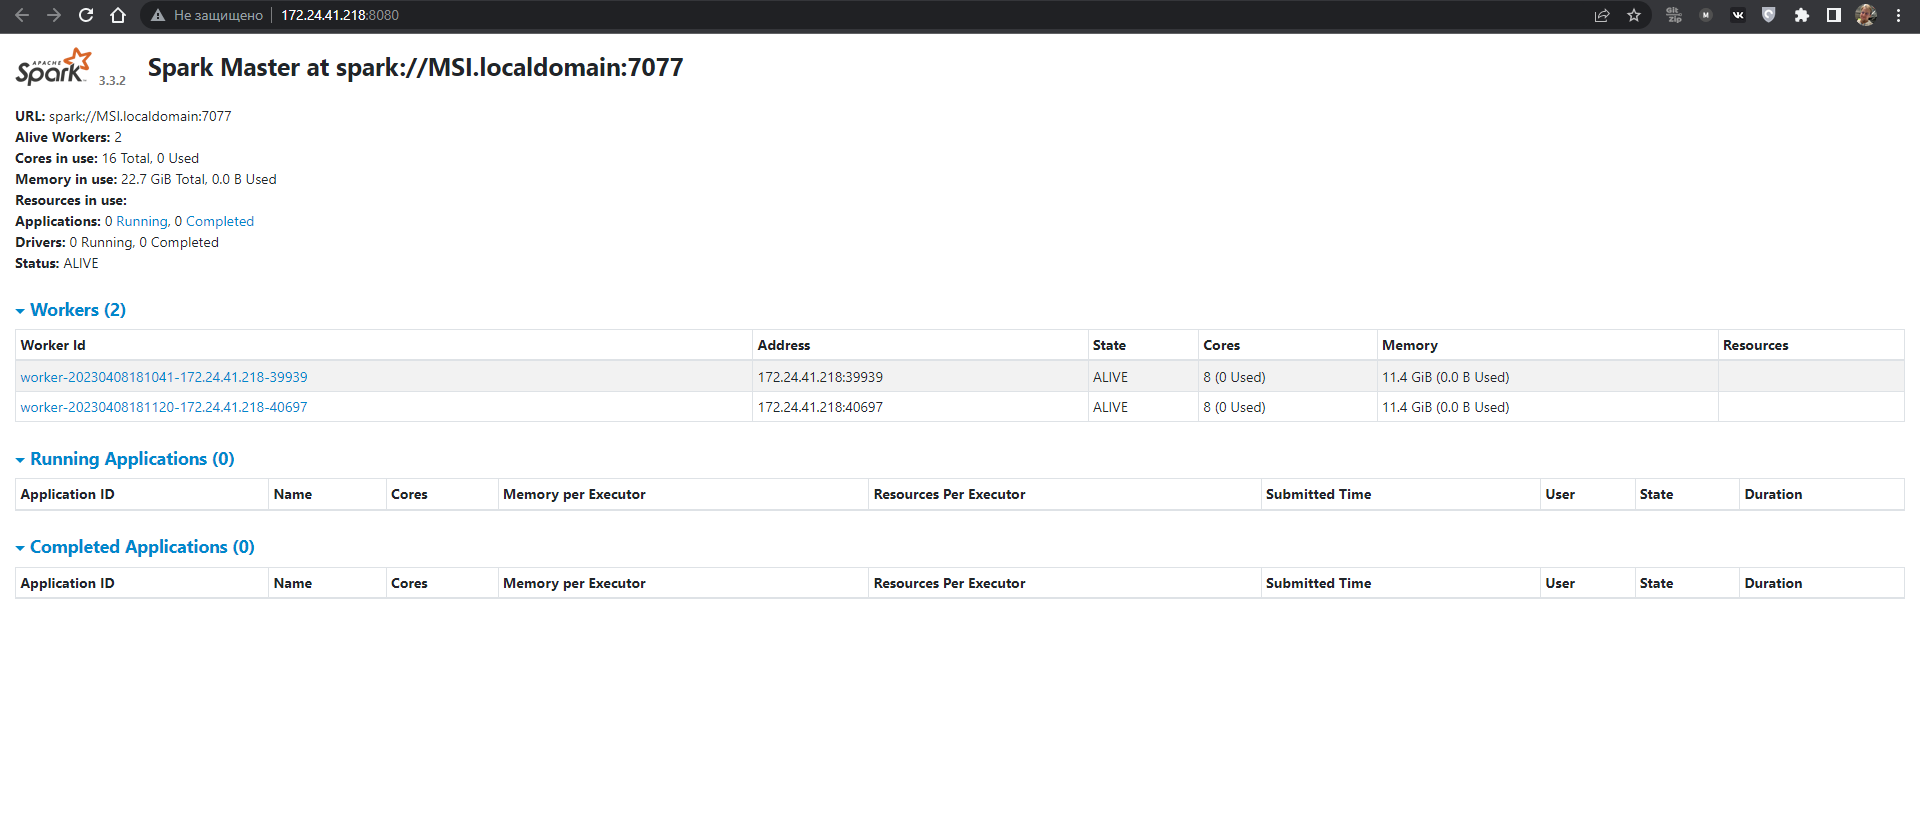 Не защищено 172.24.41.218:8080
Git Zip M VK
APACHE Spark 3.3.2 Spark Master at spark://MSI.localdomain:7077
URL: spark://MSI.localdomain:7077
Alive Workers: 2
Cores in use: 16 Total, 0 Used
Memory in use: 22.7 GiB Total, 0.0 B Used
Resources in use:
Applications: 0 Running, 0 Completed
Drivers: 0 Running, 0 Completed
Status: ALIVE
Workers (2)
Worker Id Address State Cores Memory Resources
worker-20230408181041-172.24.41.218-39939 172.24.41.218:39939 ALIVE 8 (0 Used) 11.4 GiB (0.0 B Used)
worker-20230408181120-172.24.41.218-40697 172.24.41.218:40697 ALIVE 8 (0 Used) 11.4 GiB (0.0 B Used)
Running Applications (0)
Application ID Name Cores Memory per Executor Resources Per Executor Submitted Time User State Duration
Completed Applications (0)
Application ID Name Cores Memory per Executor Resources Per Executor Submitted Time User State Duration